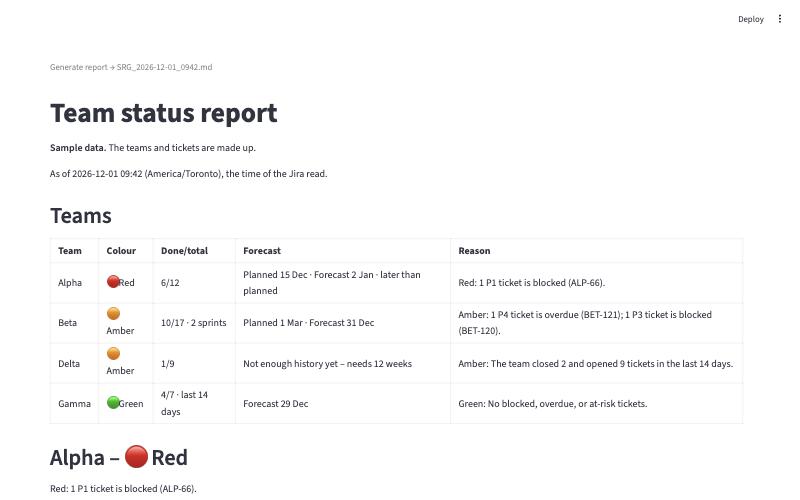 Deploy
Generate report → SRG_2026-12-01_0942.md
Team status report
Sample data. The teams and tickets are made up.
As of 2026-12-01 09:42 (America/Toronto), the time of the Jira read.
Teams
Team Colour Done/total Forecast Reason
Alpha 🔴Red 6/12 Planned 15 Dec · Forecast 2 Jan · later than planned Red: 1 P1 ticket is blocked (ALP-66).
Beta 🟠 Amber 10/17 · 2 sprints Planned 1 Mar · Forecast 31 Dec Amber: 1 P4 ticket is overdue (BET-121); 1 P3 ticket is blocked (BET-120).
Delta 🟠 Amber 1/9 Not enough history yet – needs 12 weeks Amber: The team closed 2 and opened 9 tickets in the last 14 days.
Gamma 🟢Green 4/7 · last 14 days Forecast 29 Dec Green: No blocked, overdue, or at-risk tickets.
Alpha – 🔴 Red
Red: 1 P1 ticket is blocked (ALP-66).